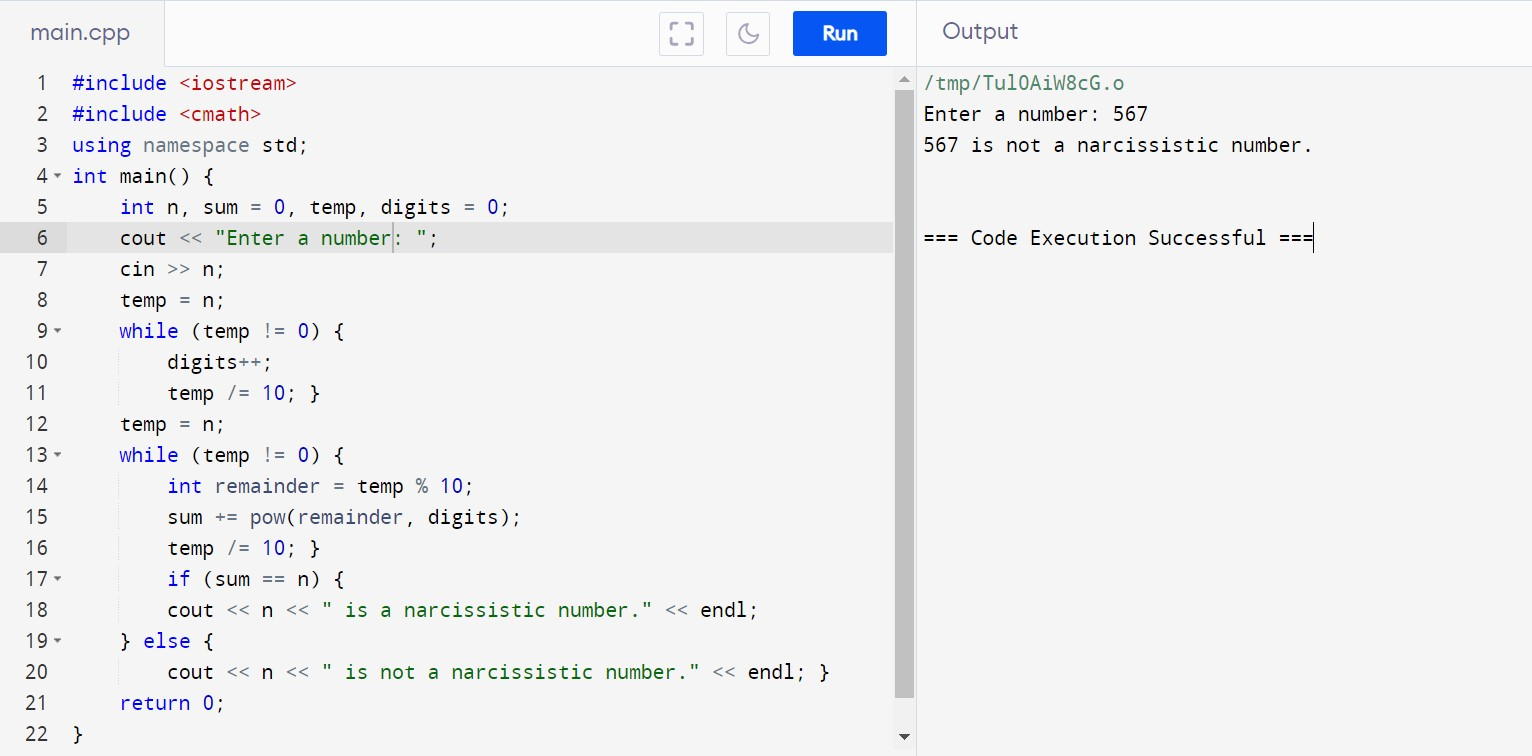 main.cpp
Run
Output
1 #include <iostream>
2 #include <cmath>
3 using namespace std;
4 int main() {
5     int n, sum = 0, temp, digits = 0;
6     cout << "Enter a number: ";
7     cin >> n;
8     temp = n;
9     while (temp != 0) {
10         digits++;
11         temp /= 10; }
12     temp = n;
13     while (temp != 0) {
14         int remainder = temp % 10;
15         sum += pow(remainder, digits);
16         temp /= 10; }
17         if (sum == n) {
18         cout << n << " is a narcissistic number." << endl;
19     } else {
20         cout << n << " is not a narcissistic number." << endl; }
21     return 0;
22 }
/tmp/TulOAiW8cG.o
Enter a number: 567
567 is not a narcissistic number.
=== Code Execution Successful ===